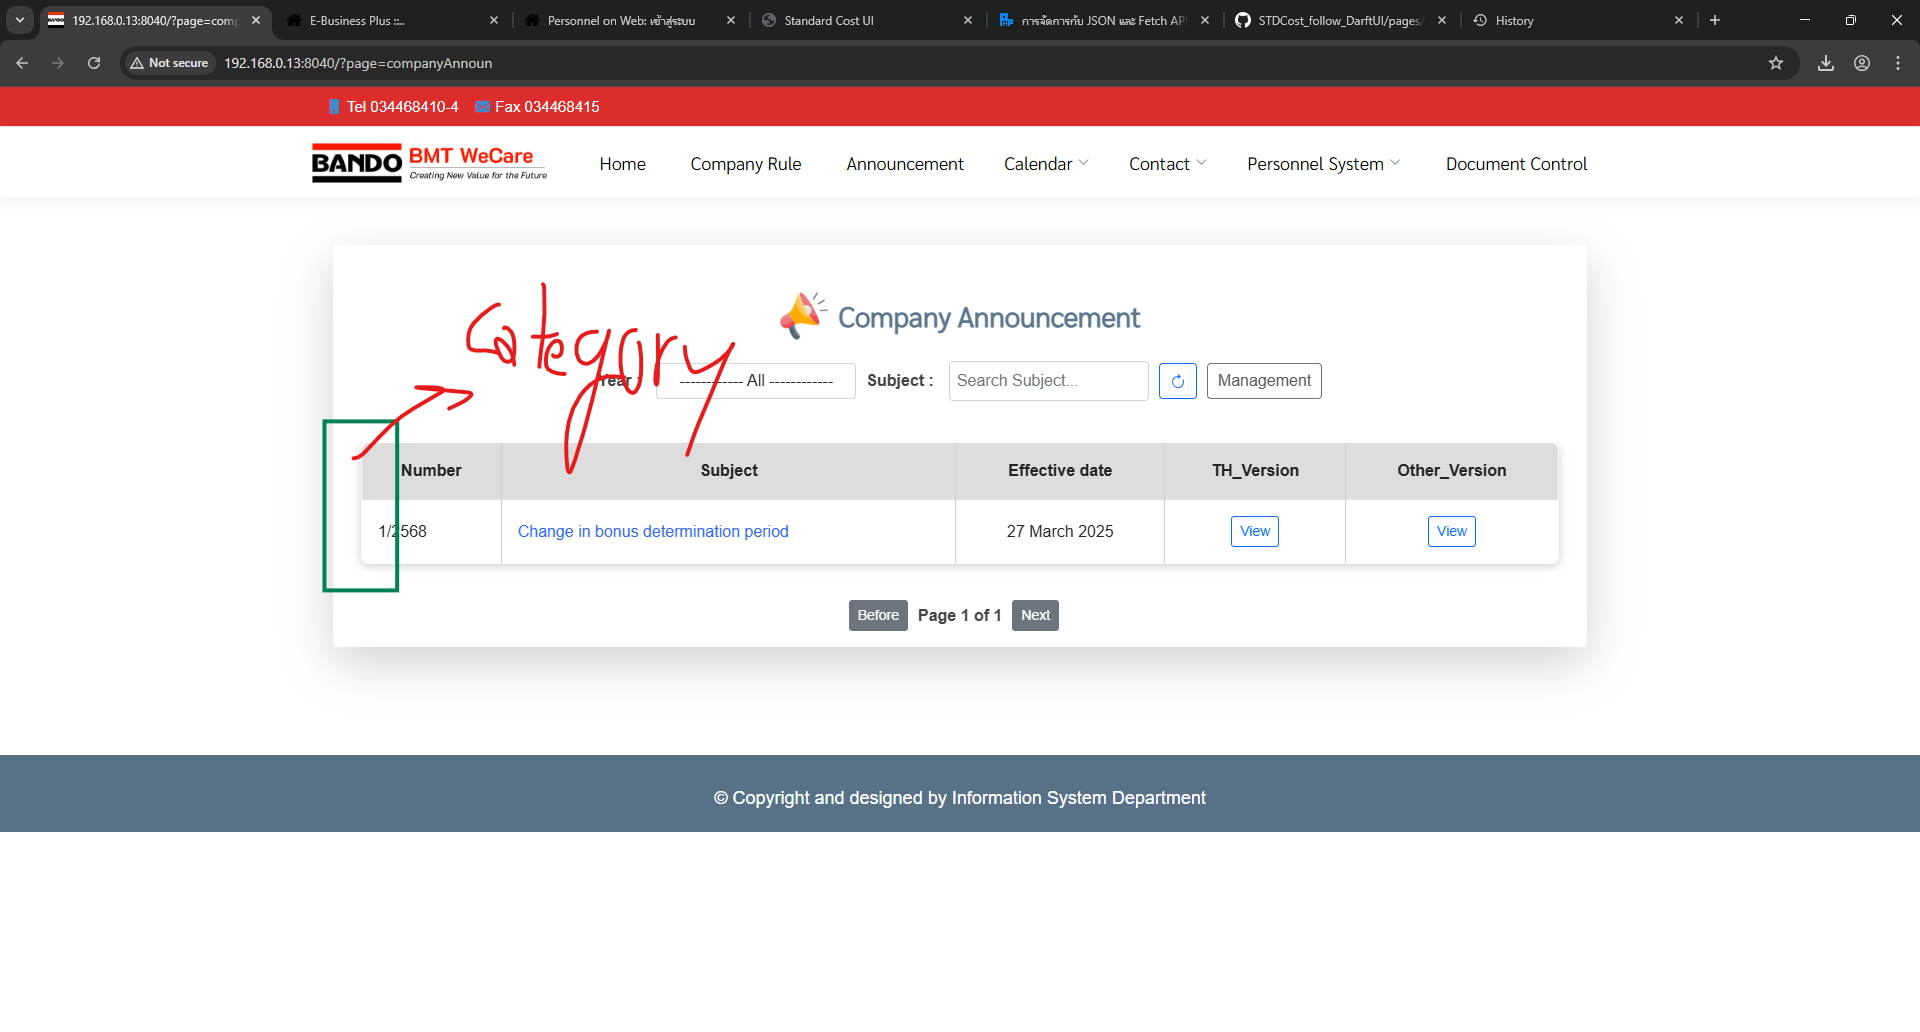 192.168.0.13:8040/?page=comp
E-Business Plus ::..
Personnel on Web: เข้าสู่ระบบ
Standard Cost UI
การจัดการกับ JSON และ Fetch AP
STDCost_follow_DarftUI/pages/
History
Not secure
192.168.0.13:8040/?page=companyAnnoun
Tel 034468410-4 Fax 034468415
BANDO
BMT WeCare
Creating New Value for the Future
Home
Company Rule
Announcement
Calendar
Contact
Personnel System
Document Control
Category
Company Announcement
Year :
------------ All ------------
Subject :
Search Subject...
Management
Number Subject Effective date TH_Version Other_Version
1/2568 Change in bonus determination period 27 March 2025 View View
Before Page 1 of 1 Next
© Copyright and designed by Information System Department